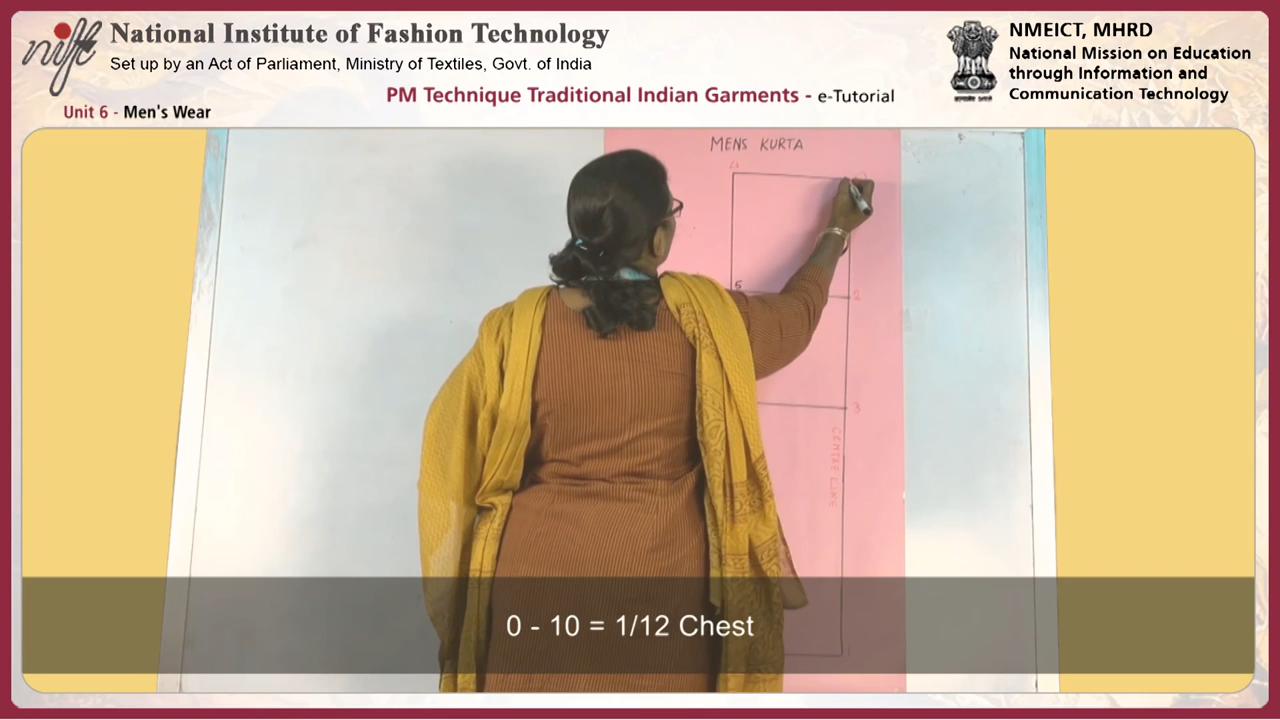 nift
National Institute of Fashion Technology
Set up by an Act of Parliament, Ministry of Textiles, Govt. of India
NMEICT, MHRD
National Mission on Education
through Information and
Communication Technology
PM Technique Traditional Indian Garments - e-Tutorial
Unit 6 - Men's Wear
MENS KURTA
5
2
3
CENTRE LINE
0 - 10 = 1/12 Chest